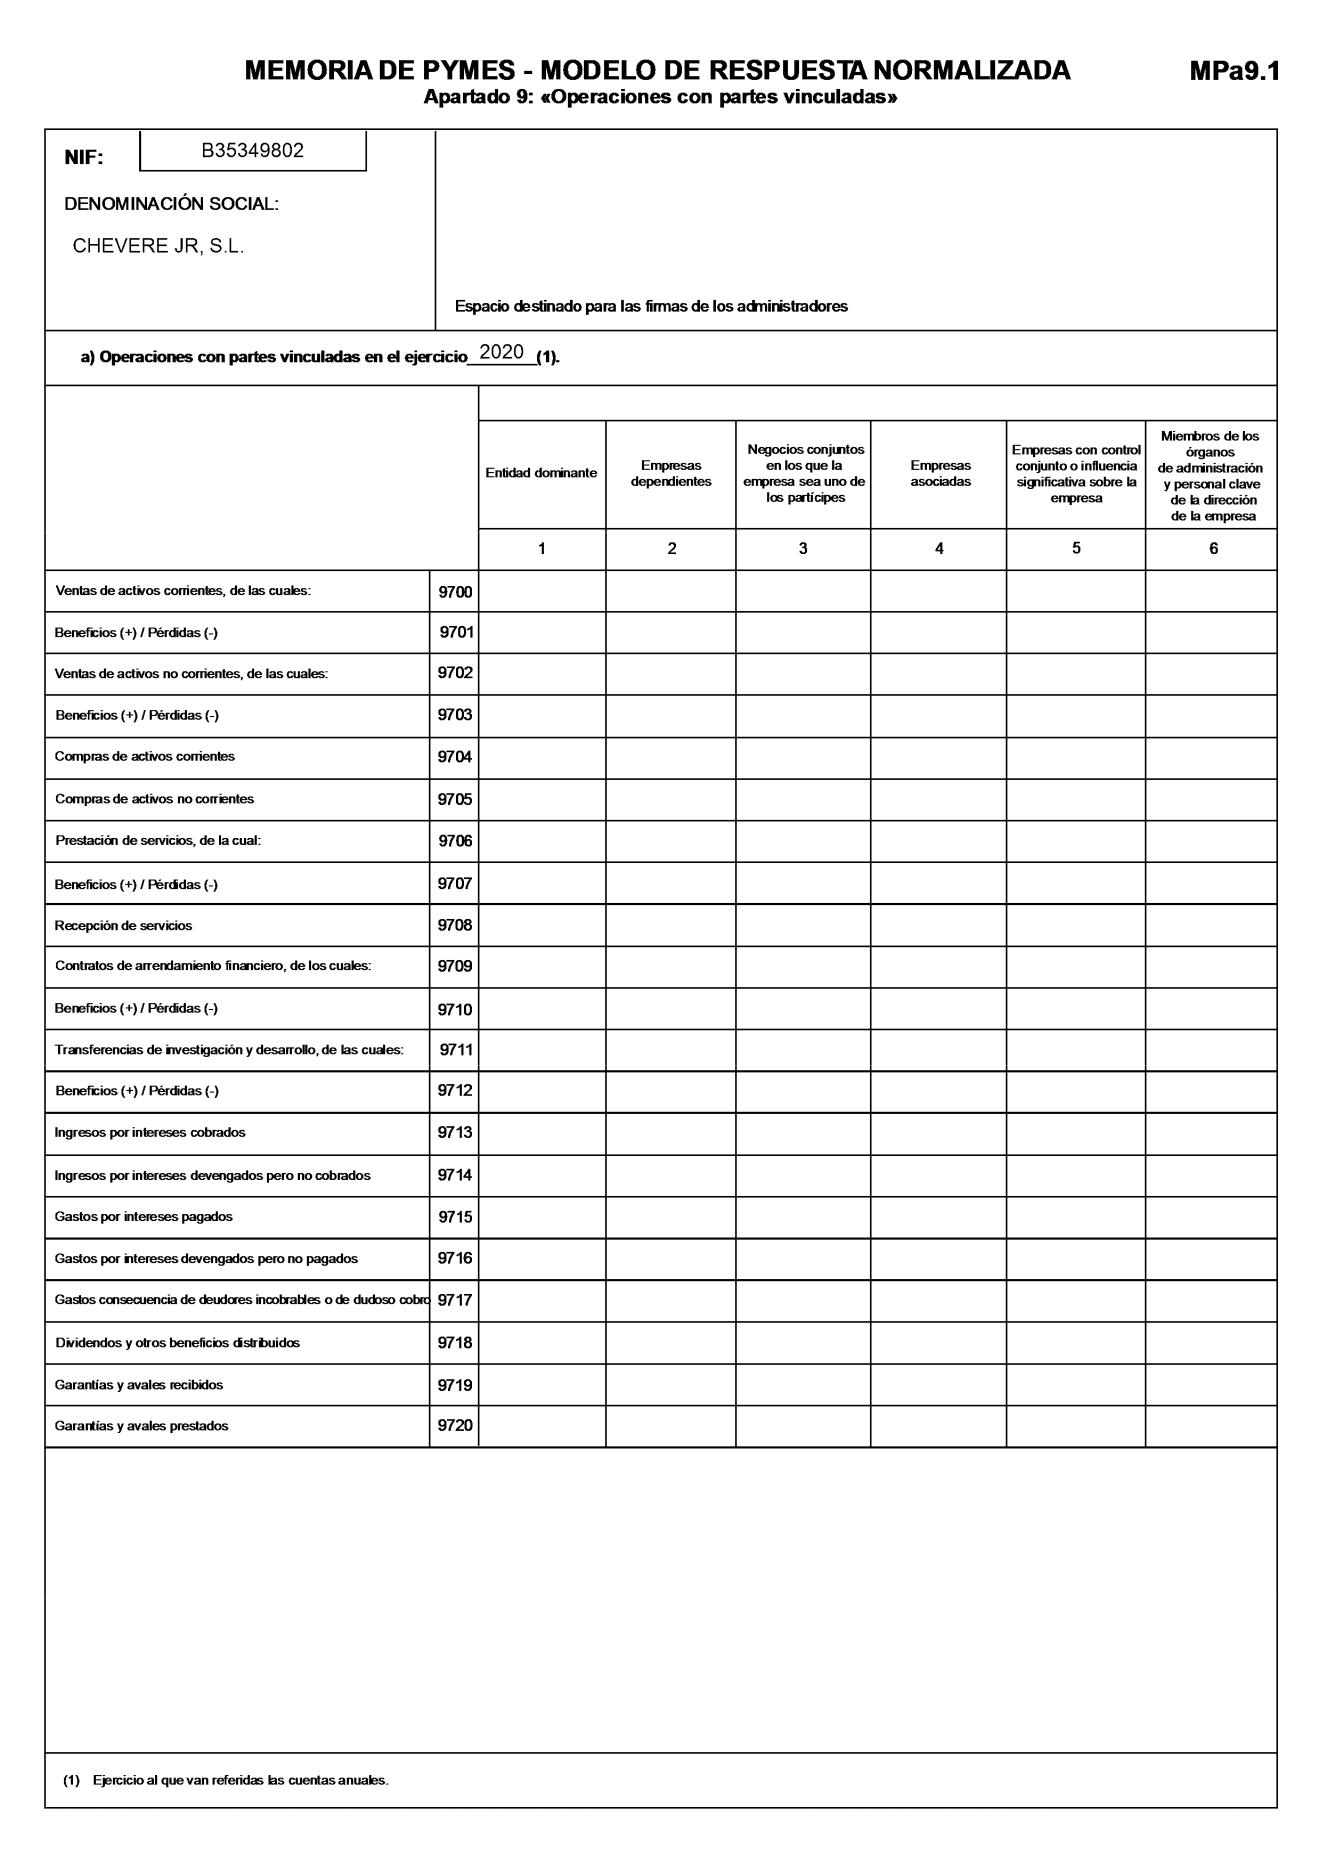 MEMORIA DE PYMES - MODELO DE RESPUESTA NORMALIZADA MPa9.1
Apartado 9: «Operaciones con partes vinculadas»
NIF: B35349802
DENOMINACIÓN SOCIAL:
CHEVERE JR, S.L.
Espacio destinado para las firmas de los administradores
a) Operaciones con partes vinculadas en el ejercicio 2020 (1).
Entidad dominante
Empresas
dependientes
Negocios conjuntos
en los que la
empresa sea uno de
los partícipes
Empresas
asociadas
Empresas con control
conjunto o influencia
significativa sobre la
empresa
Miembros de los
órganos
de administración
y personal clave
de la dirección
de la empresa
1 2 3 4 5 6
Ventas de activos corrientes, de las cuales: 9700
Beneficios (+) / Pérdidas (-) 9701
Ventas de activos no corrientes, de las cuales: 9702
Beneficios (+) / Pérdidas (-) 9703
Compras de activos corrientes 9704
Compras de activos no corrientes 9705
Prestación de servicios, de la cual: 9706
Beneficios (+) / Pérdidas (-) 9707
Recepción de servicios 9708
Contratos de arrendamiento financiero, de los cuales: 9709
Beneficios (+) / Pérdidas (-) 9710
Transferencias de investigación y desarrollo, de las cuales: 9711
Beneficios (+) / Pérdidas (-) 9712
Ingresos por intereses cobrados 9713
Ingresos por intereses devengados pero no cobrados 9714
Gastos por intereses pagados 9715
Gastos por intereses devengados pero no pagados 9716
Gastos consecuencia de deudores incobrables o de dudoso cobro 9717
Dividendos y otros beneficios distribuidos 9718
Garantías y avales recibidos 9719
Garantías y avales prestados 9720
(1) Ejercicio al que van referidas las cuentas anuales.